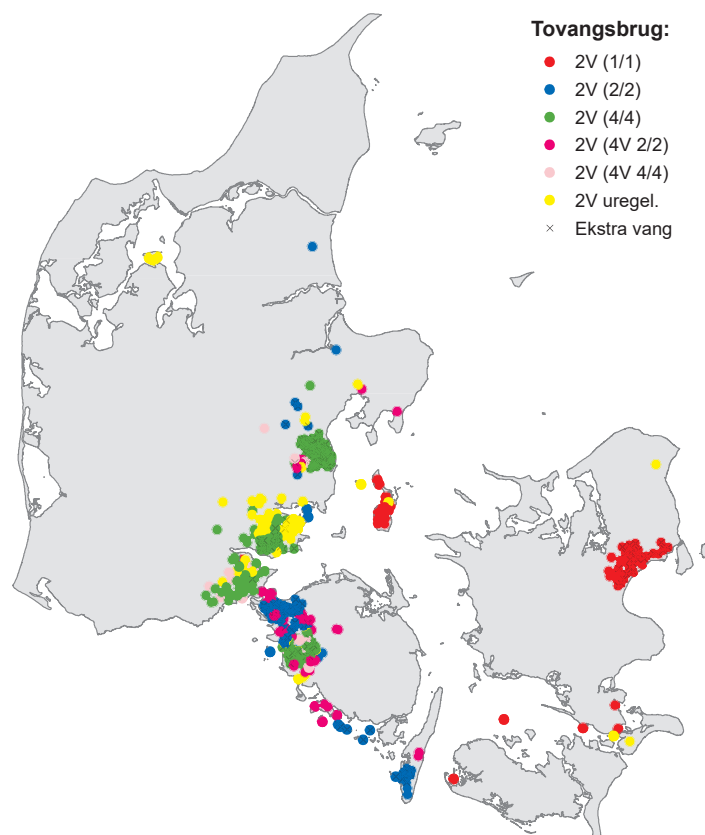 Tovangsbrug:
2V (1/1)
2V (2/2)
2V (4/4)
2V (4V 2/2)
2V (4V 4/4)
2V uregel.
Ekstra vang